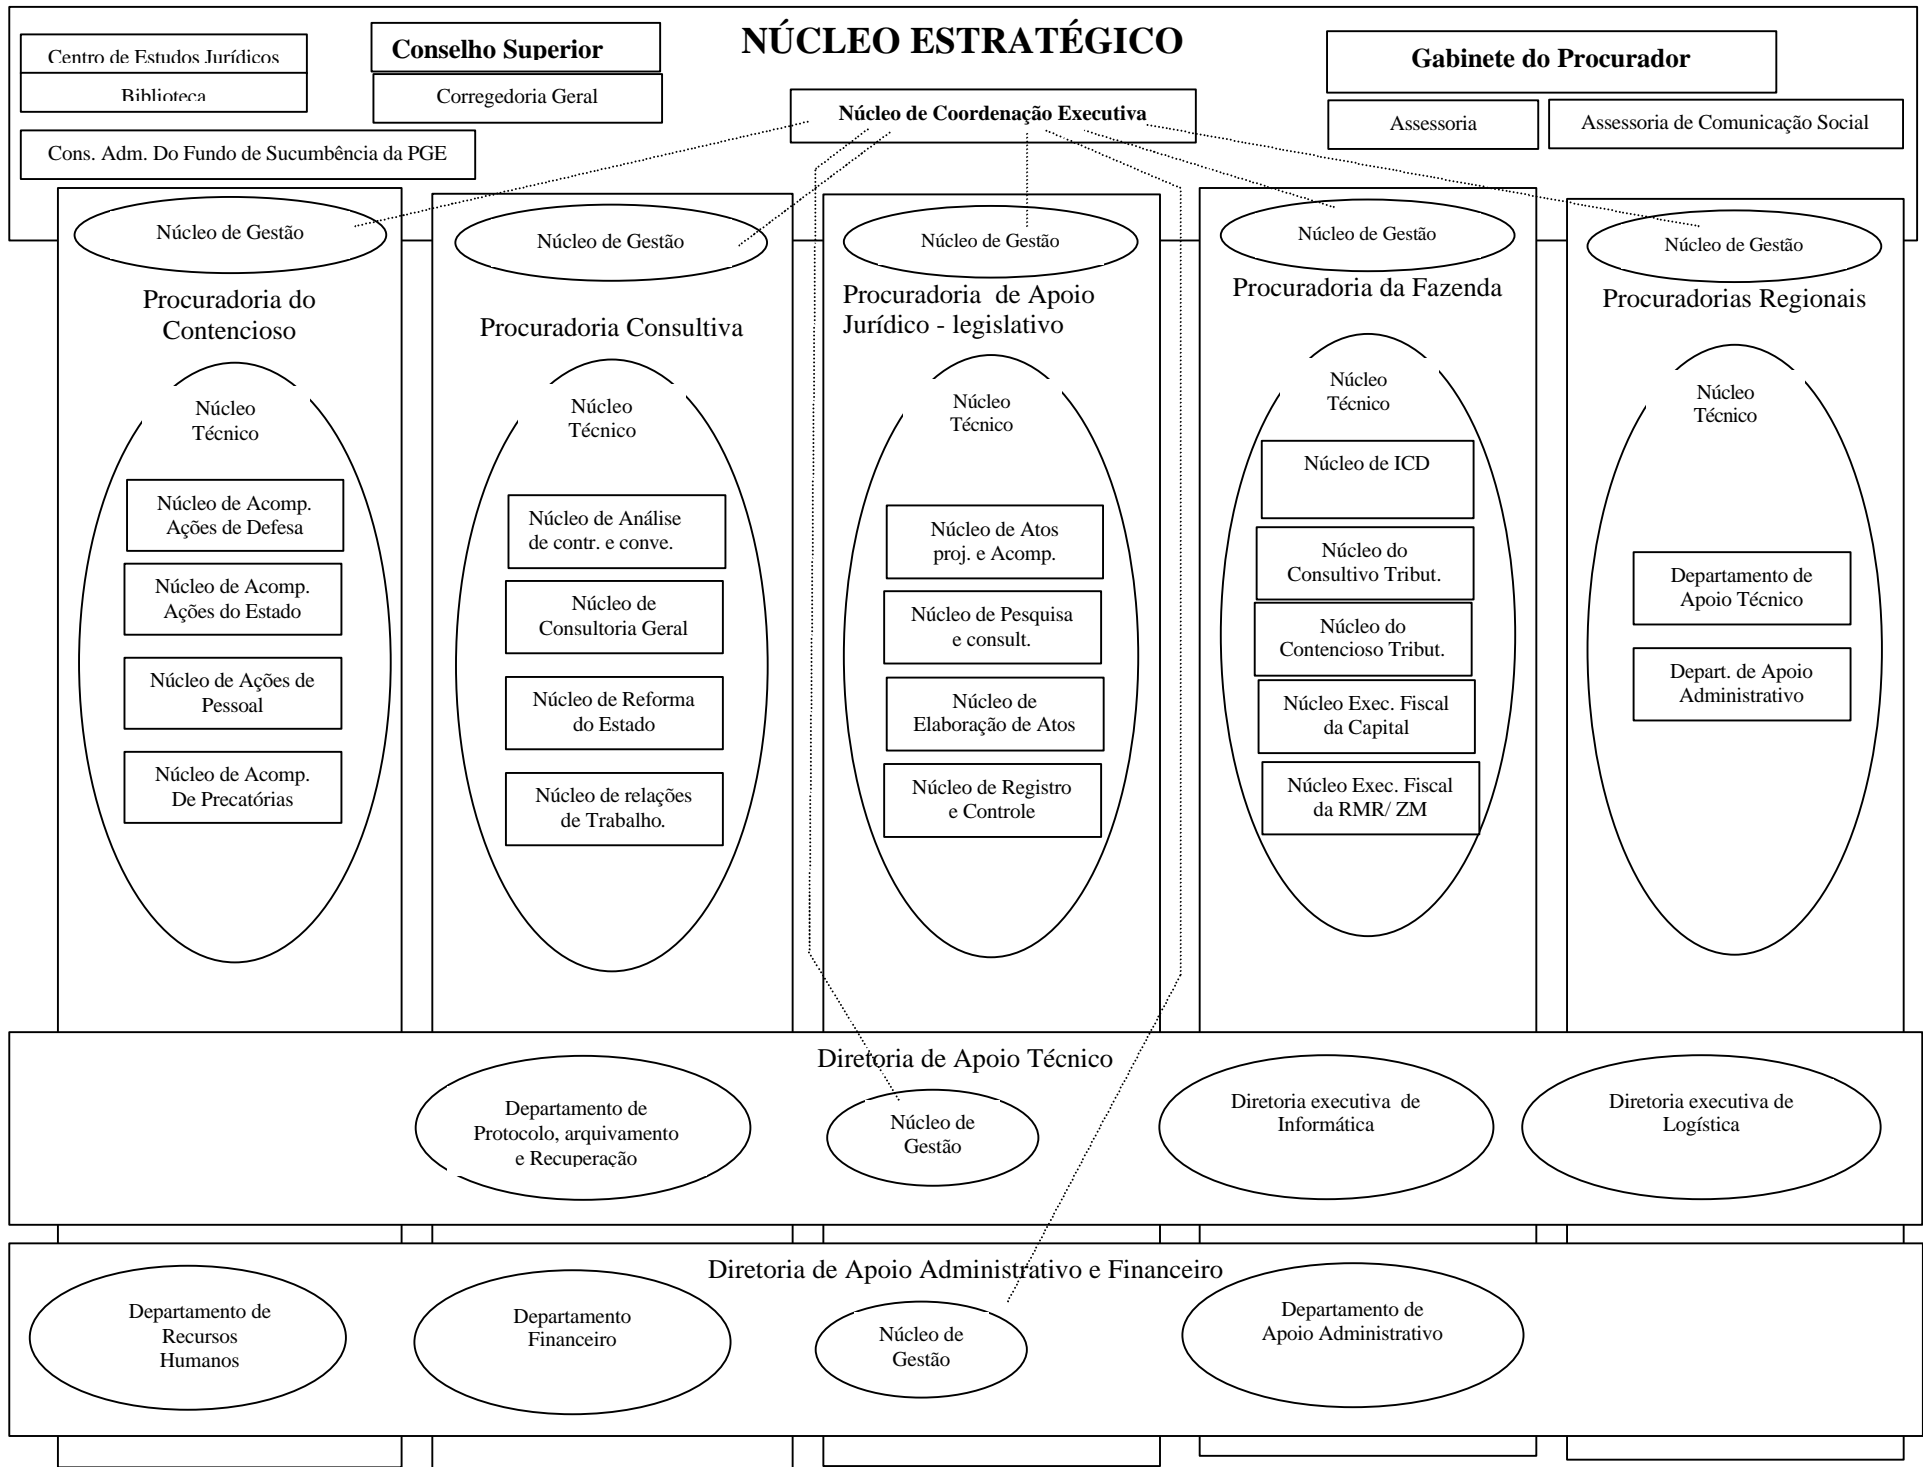 NÚCLEO ESTRATÉGICO
Centro de Estudos Jurídicos
Biblioteca
Conselho Superior
Corregedoria Geral
Gabinete do Procurador
Assessoria
Assessoria de Comunicação Social
Núcleo de Coordenação Executiva
Cons. Adm. Do Fundo de Sucumbência da PGE
Núcleo de Gestão
Procuradoria do
Contencioso
Núcleo
Técnico
Núcleo de Acomp.
Ações de Defesa
Núcleo de Acomp.
Ações do Estado
Núcleo de Ações de
Pessoal
Núcleo de Acomp.
De Precatórias
Núcleo de Gestão
Procuradoria Consultiva
Núcleo
Técnico
Núcleo de Análise
de contr. e conve.
Núcleo de
Consultoria Geral
Núcleo de Reforma
do Estado
Núcleo de relações
de Trabalho.
Núcleo de Gestão
Procuradoria de Apoio
Jurídico - legislativo
Núcleo
Técnico
Núcleo de Atos
proj. e Acomp.
Núcleo de Pesquisa
e consult.
Núcleo de
Elaboração de Atos
Núcleo de Registro
e Controle
Núcleo de Gestão
Procuradoria da Fazenda
Núcleo
Técnico
Núcleo de ICD
Núcleo do
Consultivo Tribut.
Núcleo do
Contencioso Tribut.
Núcleo Exec. Fiscal
da Capital
Núcleo Exec. Fiscal
da RMR/ ZM
Núcleo de Gestão
Procuradorias Regionais
Núcleo
Técnico
Departamento de
Apoio Técnico
Depart. de Apoio
Administrativo
Diretoria de Apoio Técnico
Departamento de
Protocolo, arquivamento
e Recuperação
Núcleo de
Gestão
Diretoria executiva de
Informática
Diretoria executiva de
Logística
Diretoria de Apoio Administrativo e Financeiro
Departamento de
Recursos
Humanos
Departamento
Financeiro
Núcleo de
Gestão
Departamento de
Apoio Administrativo